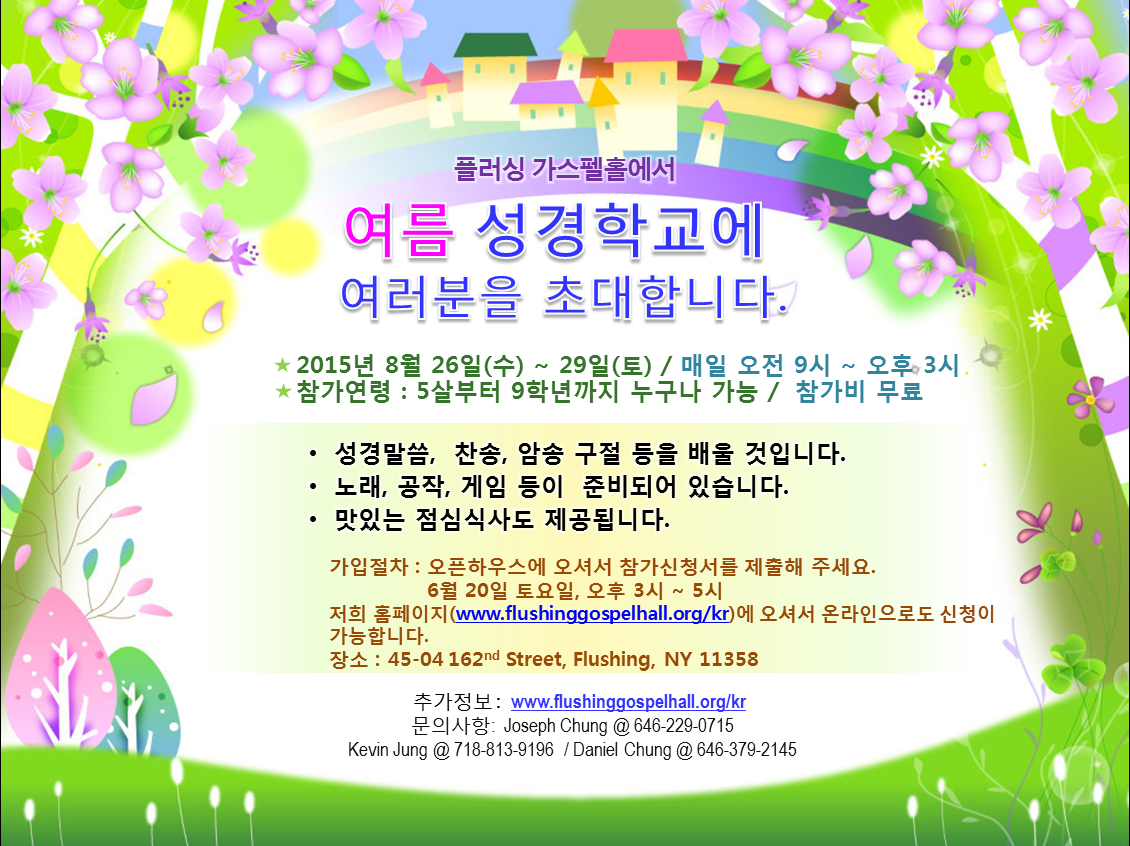 플러싱 가스펠홀에서
여름 성경학교에
여러분을 초대합니다.
★2015년 8월 26일(수) ~ 29일(토) / 매일 오전 9시 ~ 오후 3시
★참가연령 : 5살부터 9학년까지 누구나 가능 / 참가비 무료
• 성경말씀, 찬송, 암송 구절 등을 배울 것입니다.
• 노래, 공작, 게임 등이 준비되어 있습니다.
• 맛있는 점심식사도 제공됩니다.
가입절차 : 오픈하우스에 오셔서 참가신청서를 제출해 주세요.
6월 20일 토요일, 오후 3시 ~ 5시
저희 홈페이지(www.flushinggospelhall.org/kr)에 오셔서 온라인으로도 신청이
가능합니다.
장소 : 45-04 162nd Street, Flushing, NY 11358
추가정보 : www.flushinggospelhall.org/kr
문의사항: Joseph Chung @ 646-229-0715
Kevin Jung @ 718-813-9196 / Daniel Chung @ 646-379-2145